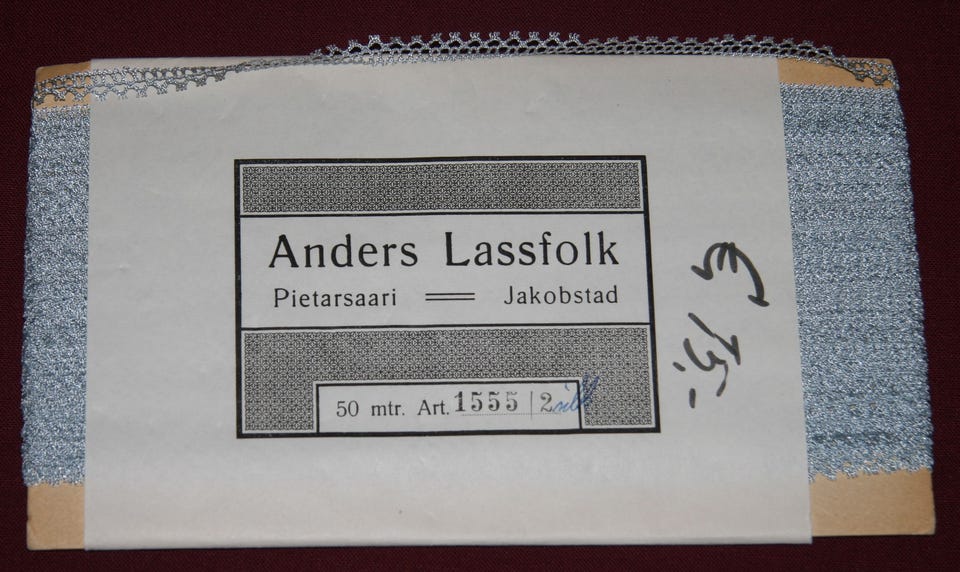 Anders Lassfolk
Pietarsaari = Jakobstad
50 mtr. Art. 1555 | 2